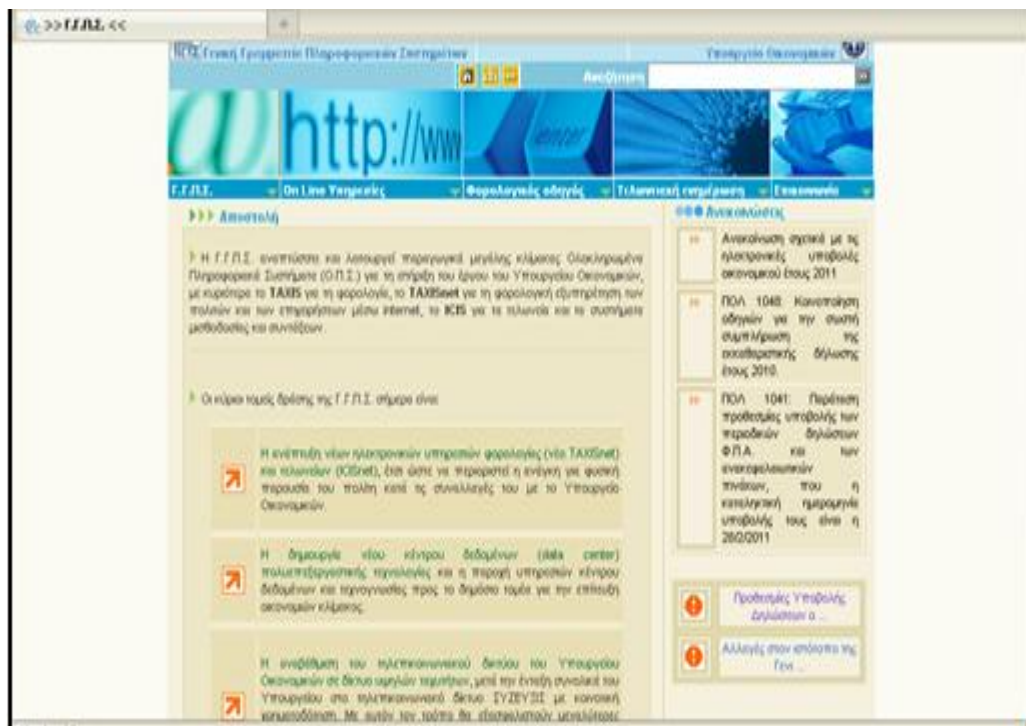 >> Γ.Γ.Π.Σ. <<
Γενική Γραμματεία Πληροφοριακών Συστημάτων
Υπουργείο Οικονομικών
Αναζήτηση
@ http://www
enter
Γ.Γ.Π.Σ.
On Line Υπηρεσίες
Φορολογικός οδηγός
Τελωνειακή ενημέρωση
Επικοινωνία
Αποστολή
Η Γ.Γ.Π.Σ. αναπτύσσει και λειτουργεί παραγωγικά μεγάλης κλίμακας Ολοκληρωμένα
Πληροφοριακά Συστήματα (Ο.Π.Σ.) για τη στήριξη του έργου του Υπουργείου Οικονομικών,
με κυριότερα το TAXIS για τη φορολογία, το TAXISnet για τη φορολογική εξυπηρέτηση των
πολιτών και των επιχειρήσεων μέσω internet, το ICIS για τα τελωνεία και τα συστήματα
μισθοδοσίας και συντάξεων.
Οι κύριοι τομείς δράσης της Γ.Γ.Π.Σ. σήμερα είναι:
Η ανάπτυξη νέων ηλεκτρονικών υπηρεσιών φορολογίας (νέο TAXISnet)
και τελωνείων (ICISnet), έτσι ώστε να περιοριστεί η ανάγκη για φυσική
παρουσία του πολίτη κατά τις συναλλαγές του με το Υπουργείο
Οικονομικών.
Η δημιουργία νέου κέντρου δεδομένων (data center)
πολυεπεξεργαστικής τεχνολογίας και η παροχή υπηρεσιών κέντρου
δεδομένων και τεχνογνωσίας προς το δημόσιο τομέα για την επίτευξη
οικονομιών κλίμακος.
Η αναβάθμιση του τηλεπικοινωνιακού δικτύου του Υπουργείου
Οικονομικών σε δίκτυο υψηλών ταχυτήτων, μετά την ένταξη συνολικά του
Υπουργείου στο τηλεπικοινωνιακό δίκτυο ΣΥΖΕΥΞΙΣ με κοινοτική
χρηματοδότηση. Με αυτόν τον τρόπο θα εξασφαλιστούν μεγαλύτερες
Ανακοινώσεις
Ανακοίνωση σχετικά με τις
ηλεκτρονικές υποβολές
οικονομικού έτους 2011
ΠΟΛ 1048: Κοινοποίηση
οδηγιών για την σωστή
συμπλήρωση της
εκκαθαριστικής δήλωσης
έτους 2010.
ΠΟΛ 1041: Παράταση
προθεσμίας υποβολής των
περιοδικών δηλώσεων
Φ.Π.Α. και των
ανακεφαλαιωτικών
πινάκων, που η
καταληκτική ημερομηνία
υποβολής τους είναι η
28/2/2011
Προθεσμίες Υποβολής
Δηλώσεων ο ...
Αλλαγές στον ιστότοπο της
Γενι ...